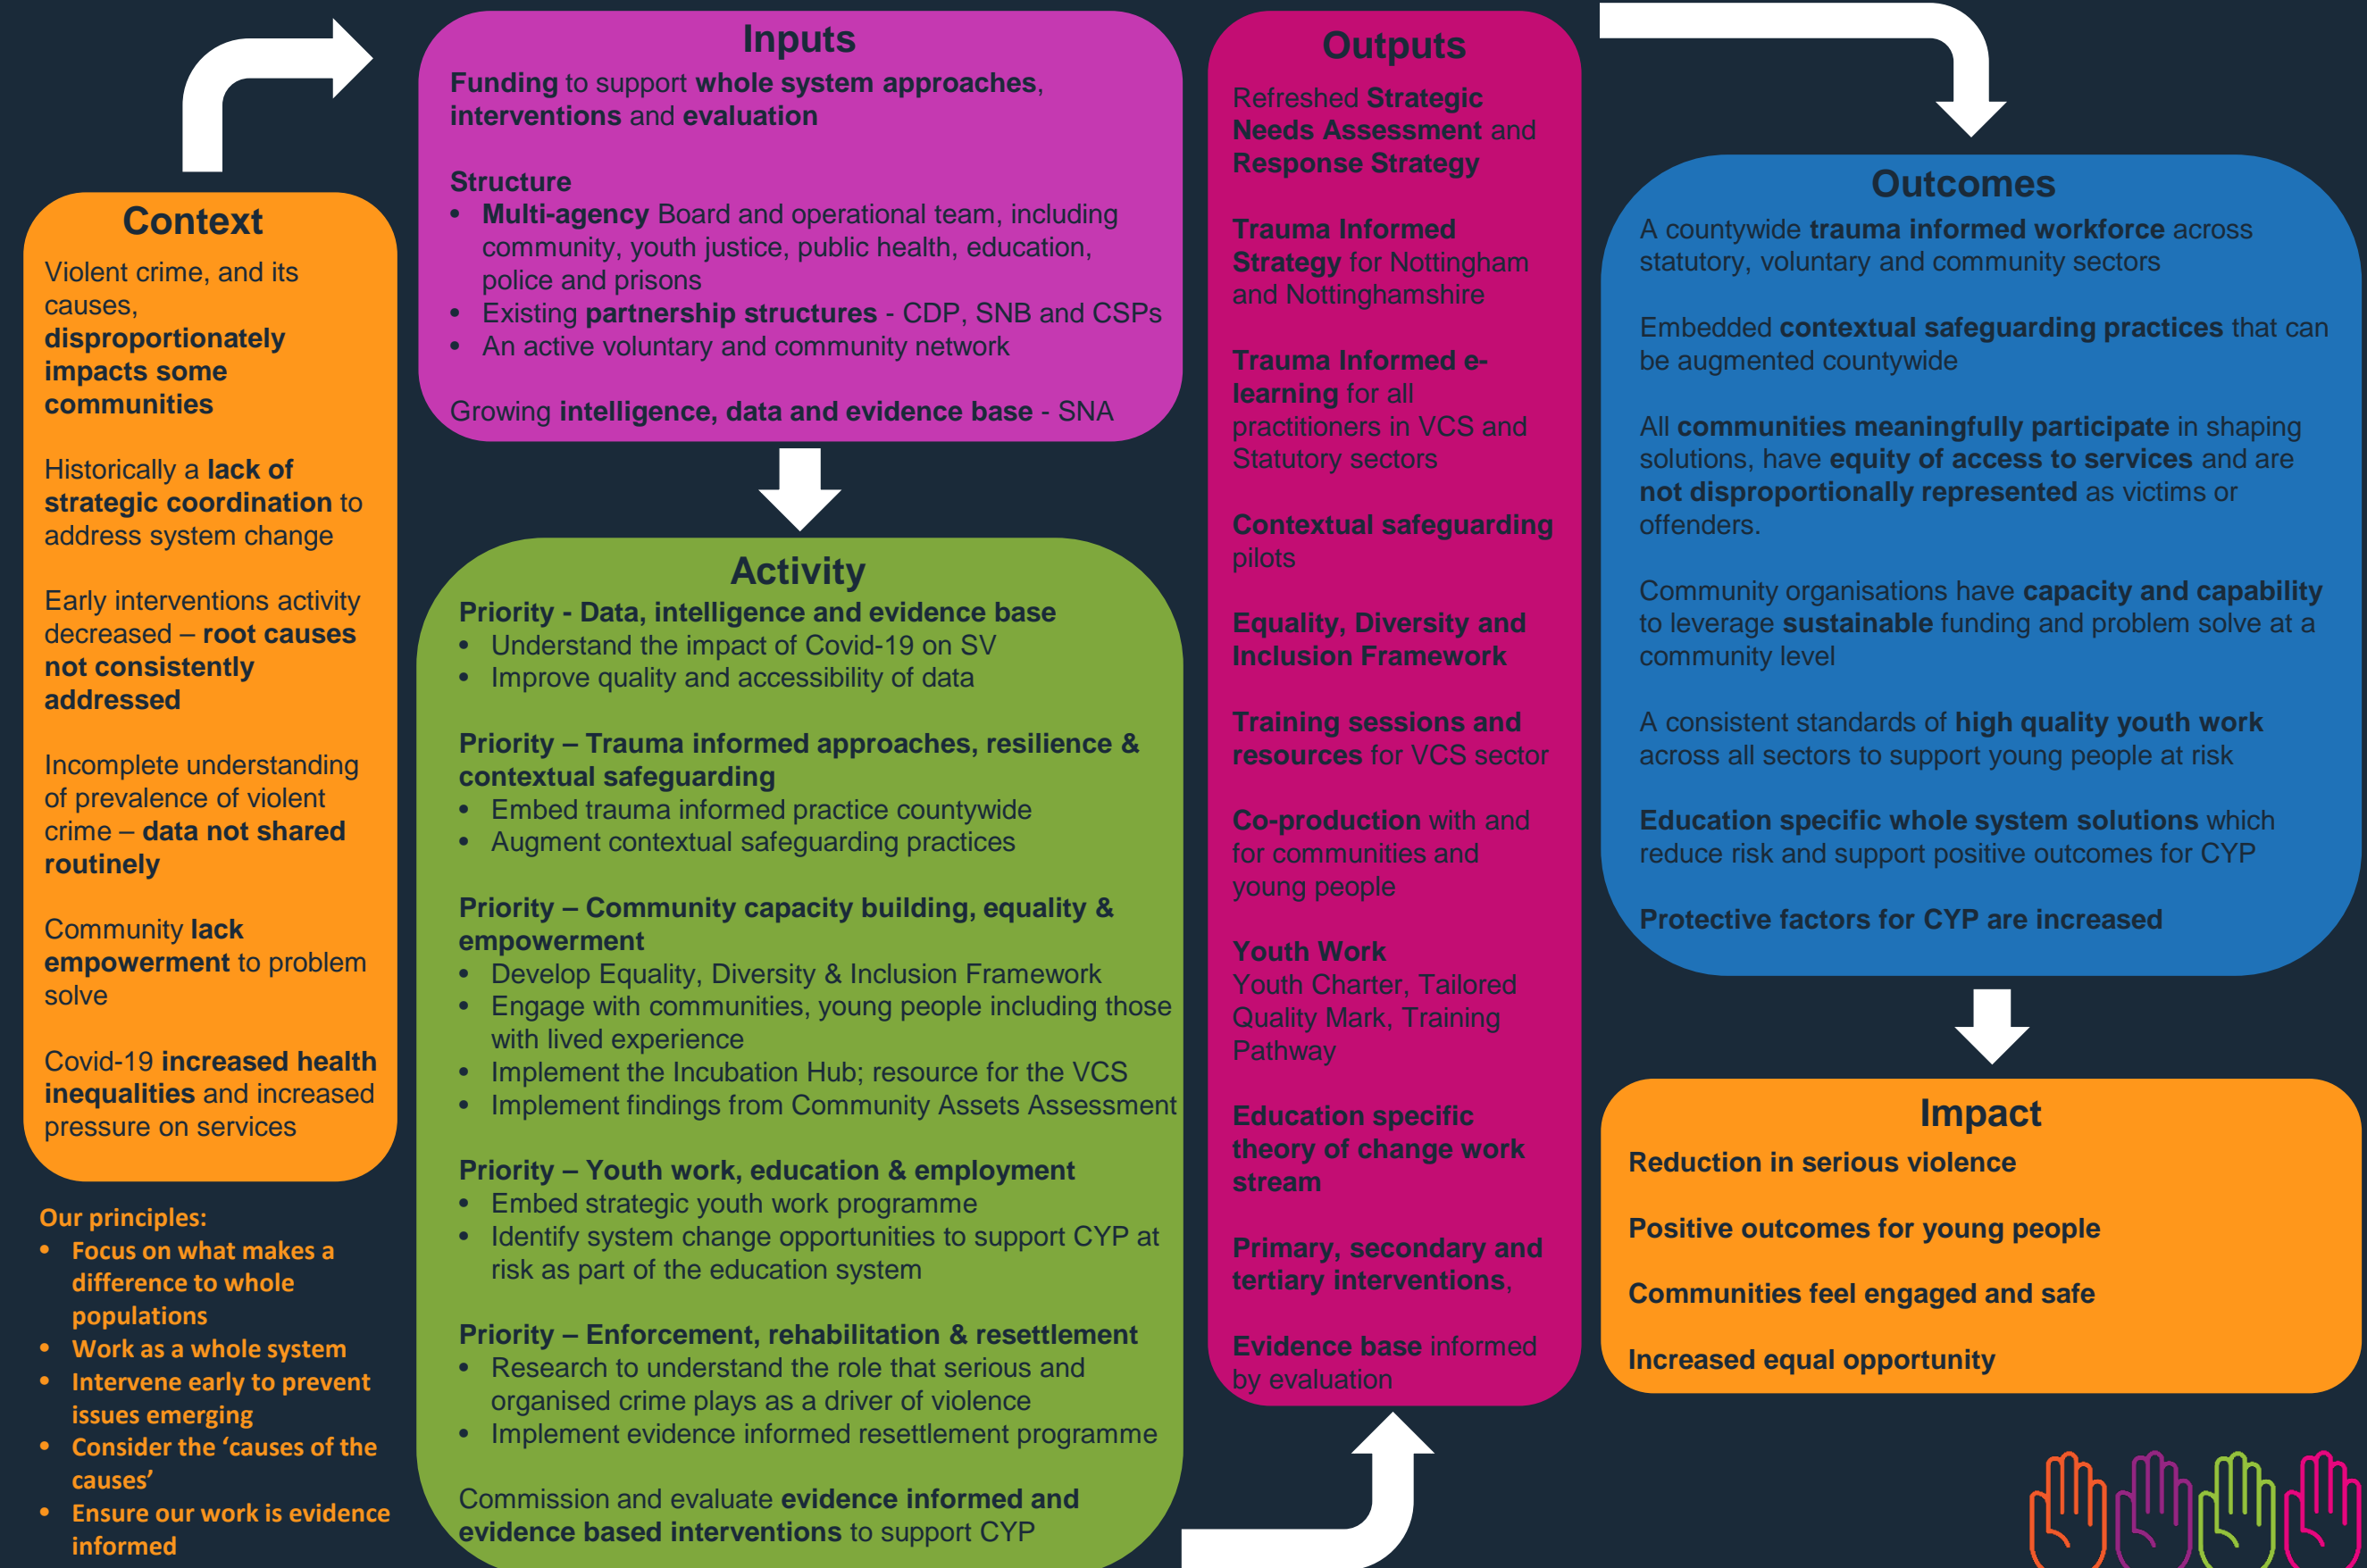 Context
Violent crime, and its
causes,
disproportionately
impacts some
communities
Historically a lack of
strategic coordination to
address system change
Early interventions activity
decreased – root causes
not consistently
addressed
Incomplete understanding
of prevalence of violent
crime – data not shared
routinely
Community lack
empowerment to problem
solve
Covid-19 increased health
inequalities and increased
pressure on services
Our principles:
• Focus on what makes a
difference to whole
populations
• Work as a whole system
• Intervene early to prevent
issues emerging
• Consider the ‘causes of the
causes’
• Ensure our work is evidence
informed
Inputs
Funding to support whole system approaches,
interventions and evaluation
Structure
• Multi-agency Board and operational team, including
community, youth justice, public health, education,
police and prisons
• Existing partnership structures - CDP, SNB and CSPs
• An active voluntary and community network
Growing intelligence, data and evidence base - SNA
Activity
Priority - Data, intelligence and evidence base
• Understand the impact of Covid-19 on SV
• Improve quality and accessibility of data
Priority – Trauma informed approaches, resilience &
contextual safeguarding
• Embed trauma informed practice countywide
• Augment contextual safeguarding practices
Priority – Community capacity building, equality &
empowerment
• Develop Equality, Diversity & Inclusion Framework
• Engage with communities, young people including those
with lived experience
• Implement the Incubation Hub; resource for the VCS
• Implement findings from Community Assets Assessment
Priority – Youth work, education & employment
• Embed strategic youth work programme
• Identify system change opportunities to support CYP at
risk as part of the education system
Priority – Enforcement, rehabilitation & resettlement
• Research to understand the role that serious and
organised crime plays as a driver of violence
• Implement evidence informed resettlement programme
Commission and evaluate evidence informed and
evidence based interventions to support CYP
Outputs
Refreshed Strategic
Needs Assessment and
Response Strategy
Trauma Informed
Strategy for Nottingham
and Nottinghamshire
Trauma Informed e-
learning for all
practitioners in VCS and
Statutory sectors
Contextual safeguarding
pilots
Equality, Diversity and
Inclusion Framework
Training sessions and
resources for VCS sector
Co-production with and
for communities and
young people
Youth Work
Youth Charter, Tailored
Quality Mark, Training
Pathway
Education specific
theory of change work
stream
Primary, secondary and
tertiary interventions,
Evidence base informed
by evaluation
Outcomes
A countywide trauma informed workforce across
statutory, voluntary and community sectors
Embedded contextual safeguarding practices that can
be augmented countywide
All communities meaningfully participate in shaping
solutions, have equity of access to services and are
not disproportionally represented as victims or
offenders.
Community organisations have capacity and capability
to leverage sustainable funding and problem solve at a
community level
A consistent standards of high quality youth work
across all sectors to support young people at risk
Education specific whole system solutions which
reduce risk and support positive outcomes for CYP
Protective factors for CYP are increased
Impact
Reduction in serious violence
Positive outcomes for young people
Communities feel engaged and safe
Increased equal opportunity